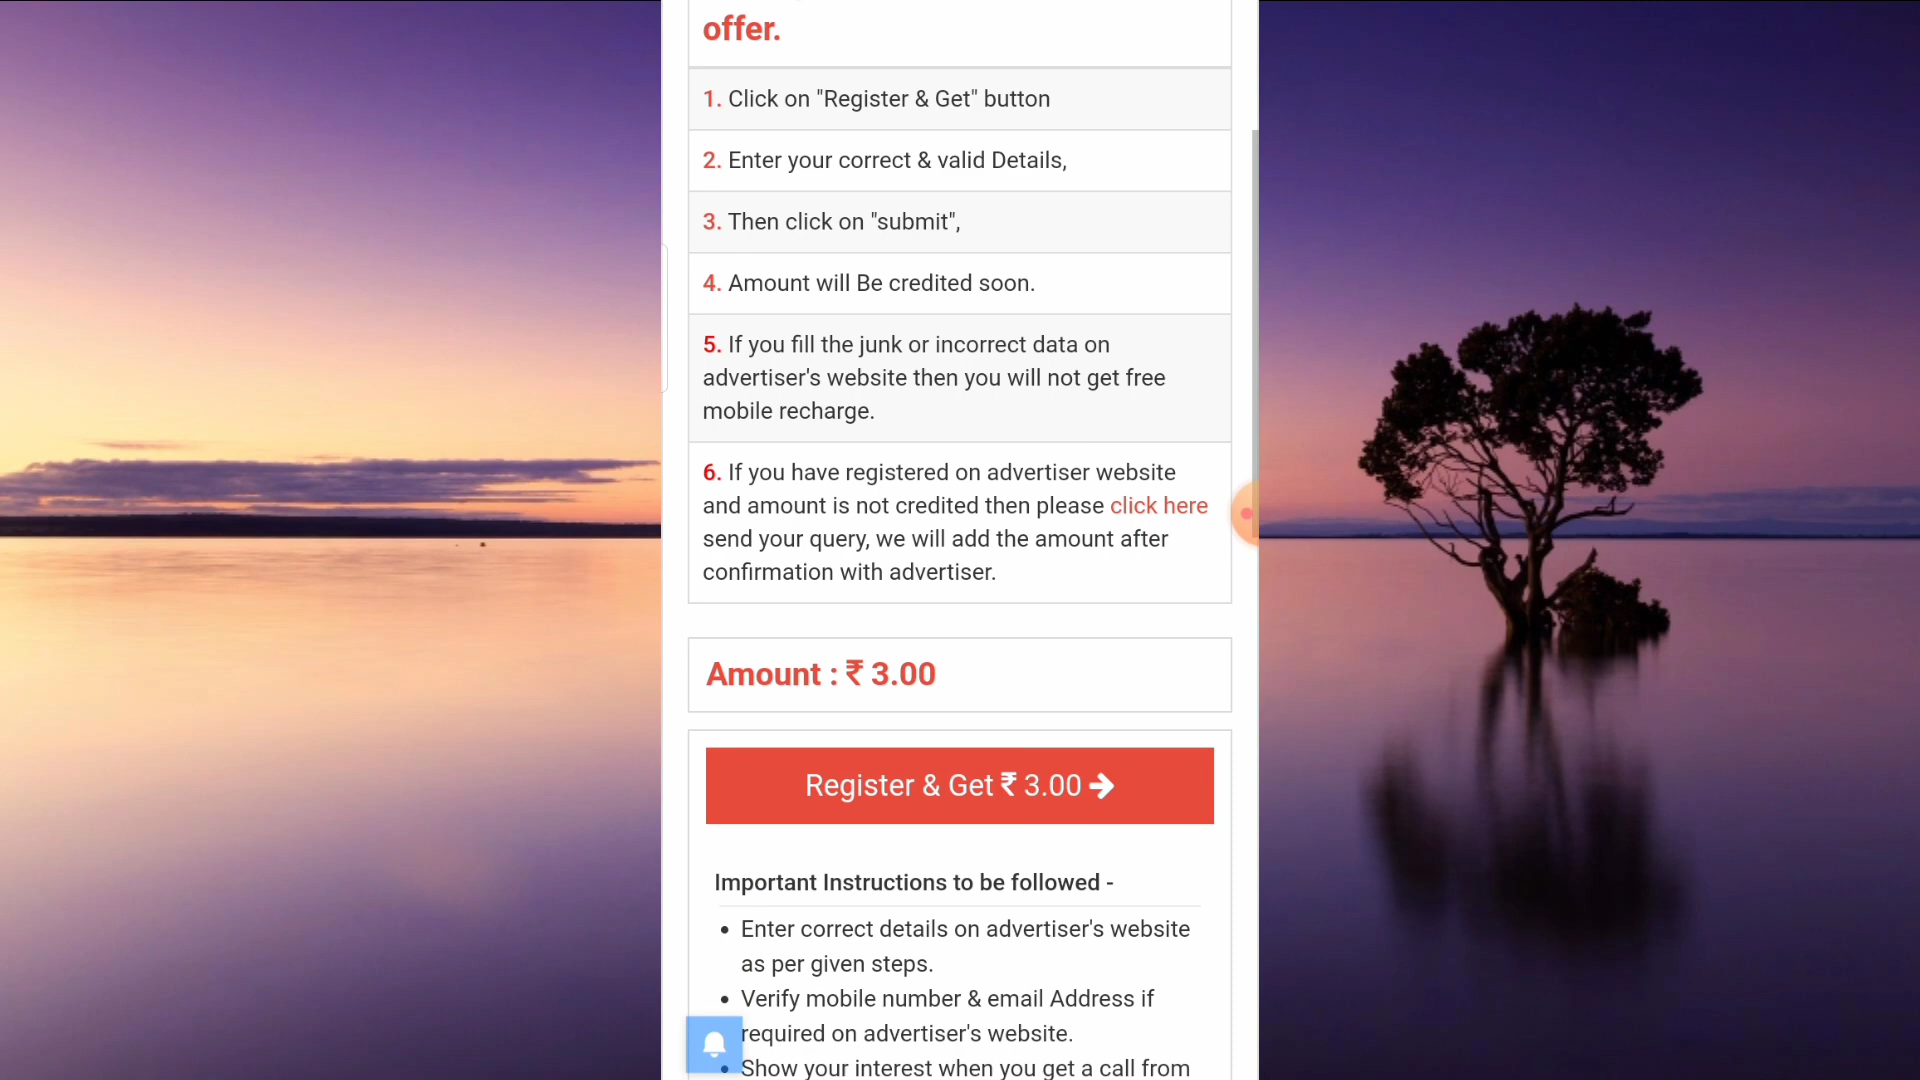 offer.
1. Click on "Register & Get" button
2. Enter your correct & valid Details,
3. Then click on "submit",
4. Amount will Be credited soon.
5. If you fill the junk or incorrect data on
advertiser's website then you will not get free
mobile recharge.
6. If you have registered on advertiser website
and amount is not credited then please click here
send your query, we will add the amount after
confirmation with advertiser.
Amount : ₹ 3.00
Register & Get ₹ 3.00 →
Important Instructions to be followed -
• Enter correct details on advertiser's website
as per given steps.
• Verify mobile number & email Address if
required on advertiser's website.
• Show your interest when you get a call from